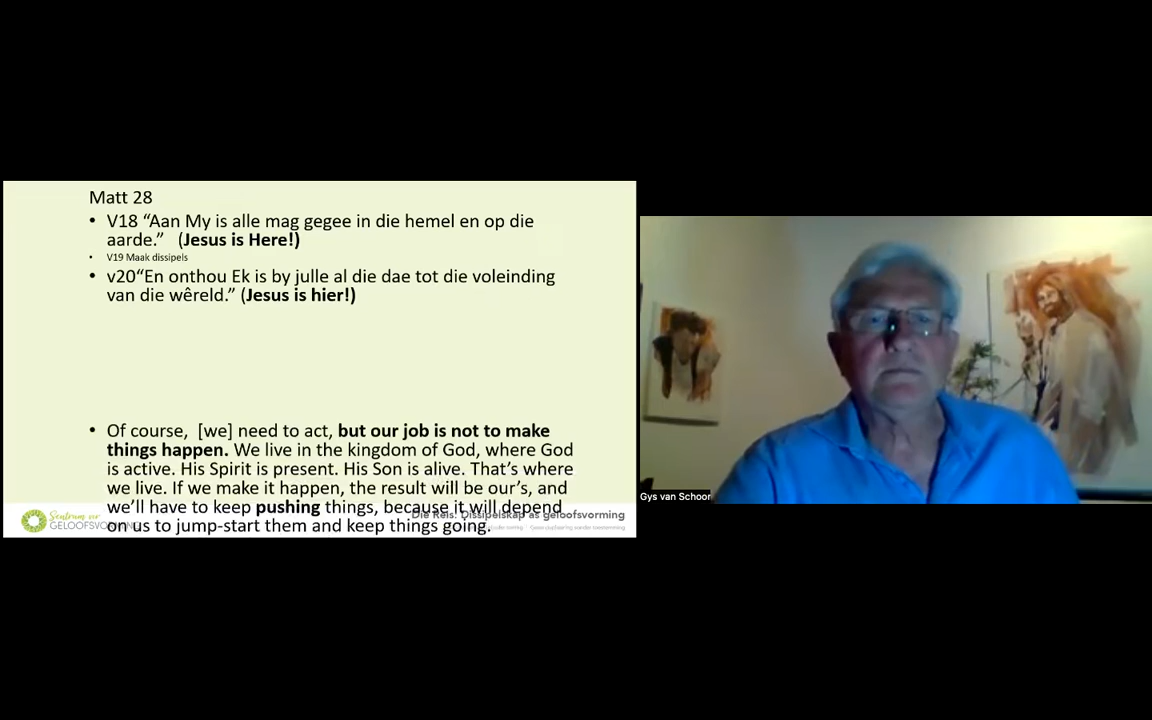 Matt 28
• V18 “Aan My is alle mag gegee in die hemel en op die
aarde.” (Jesus is Here!)
• V19 Maak dissipels
• v20“En onthou Ek is by julle al die dae tot die voleinding
van die wêreld.” (Jesus is hier!)
• Of course, [we] need to act, but our job is not to make
things happen. We live in the kingdom of God, where God
is active. His Spirit is present. His Son is alive. That’s where
we live. If we make it happen, the result will be our’s, and
we’ll have to keep pushing things, because it will depend
on us to jump-start them and keep things going.
Sentrum vir
GELOOFSVORMING
Die Reis: Dissipelskap as geloofsvorming
Gys van Schoor